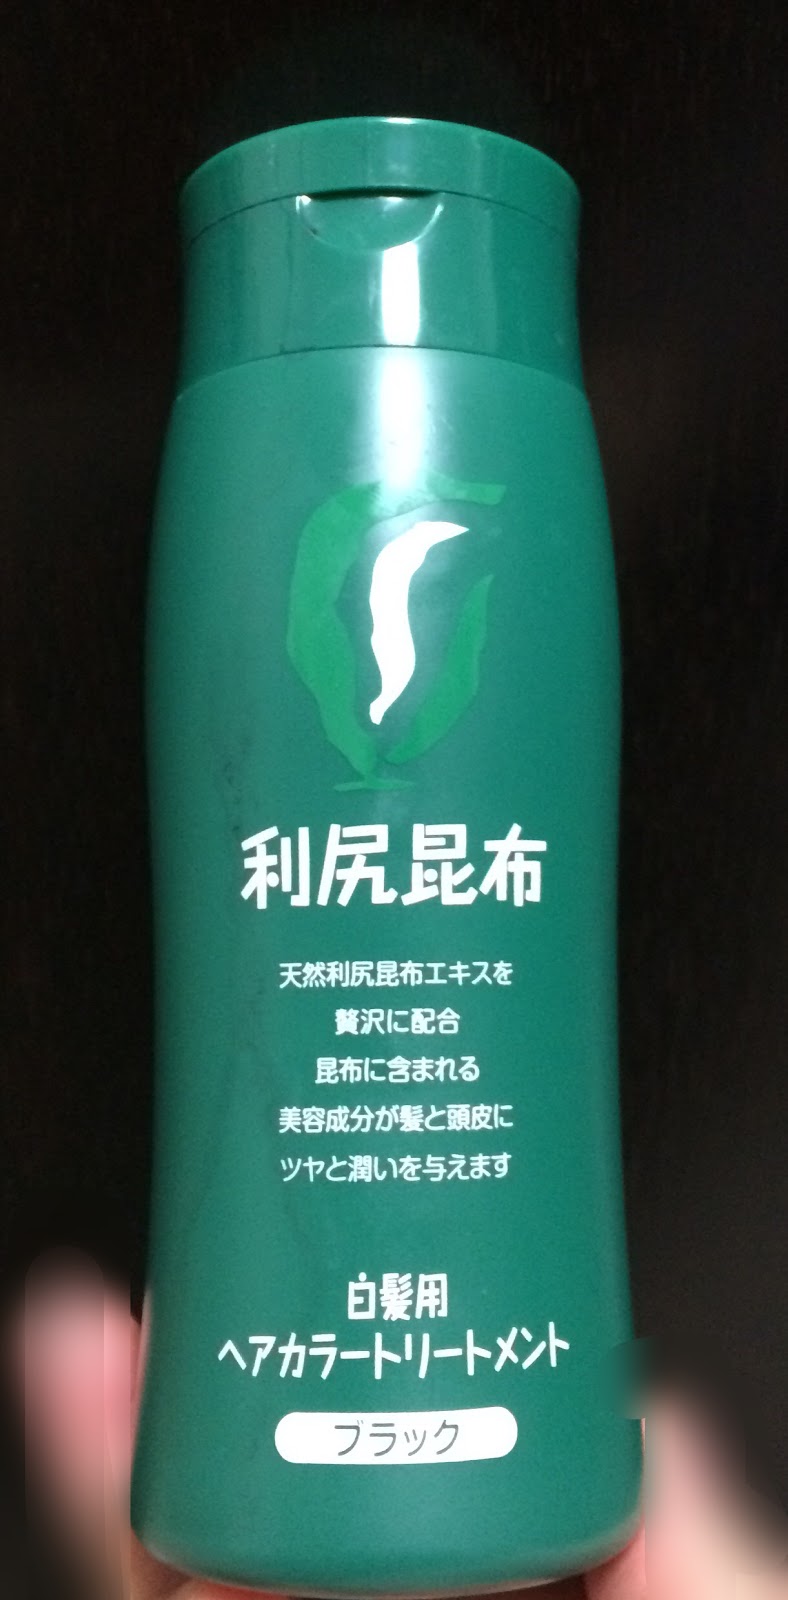 利尻昆布
天然利尻昆布エキスを
贅沢に配合
昆布に含まれる
美容成分が髪と頭皮に
ツヤと潤いを与えます
白髪用
ヘアカラートリートメント
ブラック